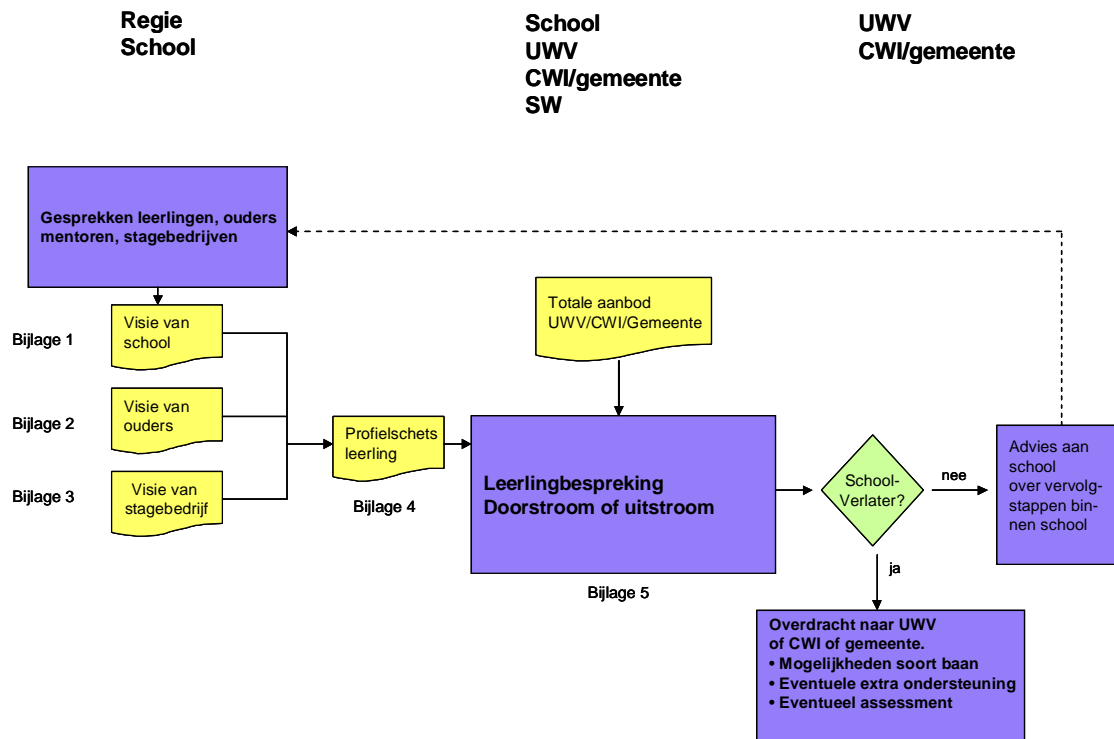 Regie
School
School
UWV
CWI/gemeente
SW
UWV
CWI/gemeente
Gesprekken leerlingen, ouders
mentoren, stagebedrijven
Bijlage 1
Visie van
school
Bijlage 2
Visie van
ouders
Bijlage 3
Visie van
stagebedrijf
Profielschets
leerling
Bijlage 4
Totale aanbod
UWV/CWI/Gemeente
Leerlingbespreking
Doorstroom of uitstroom
Bijlage 5
School-
Verlater?
nee
Advies aan
school
over vervolg-
stappen bin-
nen school
ja
Overdracht naar UWV
of CWI of gemeente.
• Mogelijkheden soort baan
• Eventuele extra ondersteuning
• Eventueel assessment